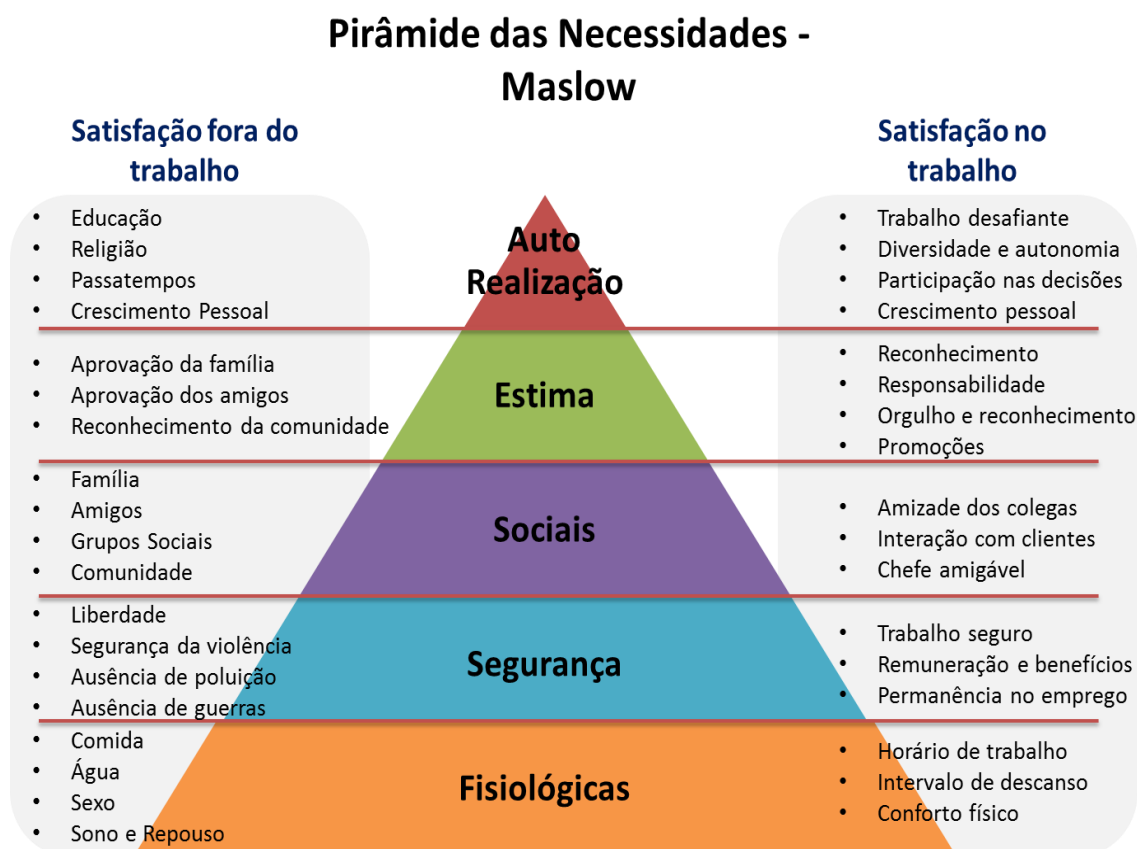 Pirâmide das Necessidades -
Maslow
Satisfação fora do
trabalho
Satisfação no
trabalho
• Educação
• Religião
• Passatempos
• Crescimento Pessoal
Auto
Realização
• Trabalho desafiante
• Diversidade e autonomia
• Participação nas decisões
• Crescimento pessoal
• Aprovação da família
• Aprovação dos amigos
• Reconhecimento da comunidade
Estima
• Reconhecimento
• Responsabilidade
• Orgulho e reconhecimento
• Promoções
• Família
• Amigos
• Grupos Sociais
• Comunidade
Sociais
• Amizade dos colegas
• Interação com clientes
• Chefe amigável
• Liberdade
• Segurança da violência
• Ausência de poluição
• Ausência de guerras
Segurança
• Trabalho seguro
• Remuneração e benefícios
• Permanência no emprego
• Comida
• Água
• Sexo
• Sono e Repouso
Fisiológicas
• Horário de trabalho
• Intervalo de descanso
• Conforto físico